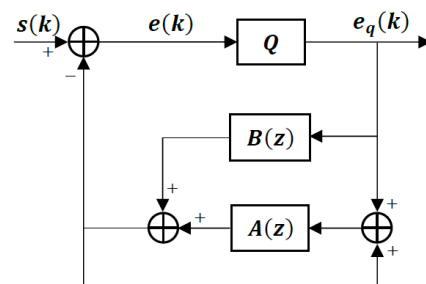 s(k) e(k) Q e_q(k)
+
−
B(z)
+ +
+ A(z)
+